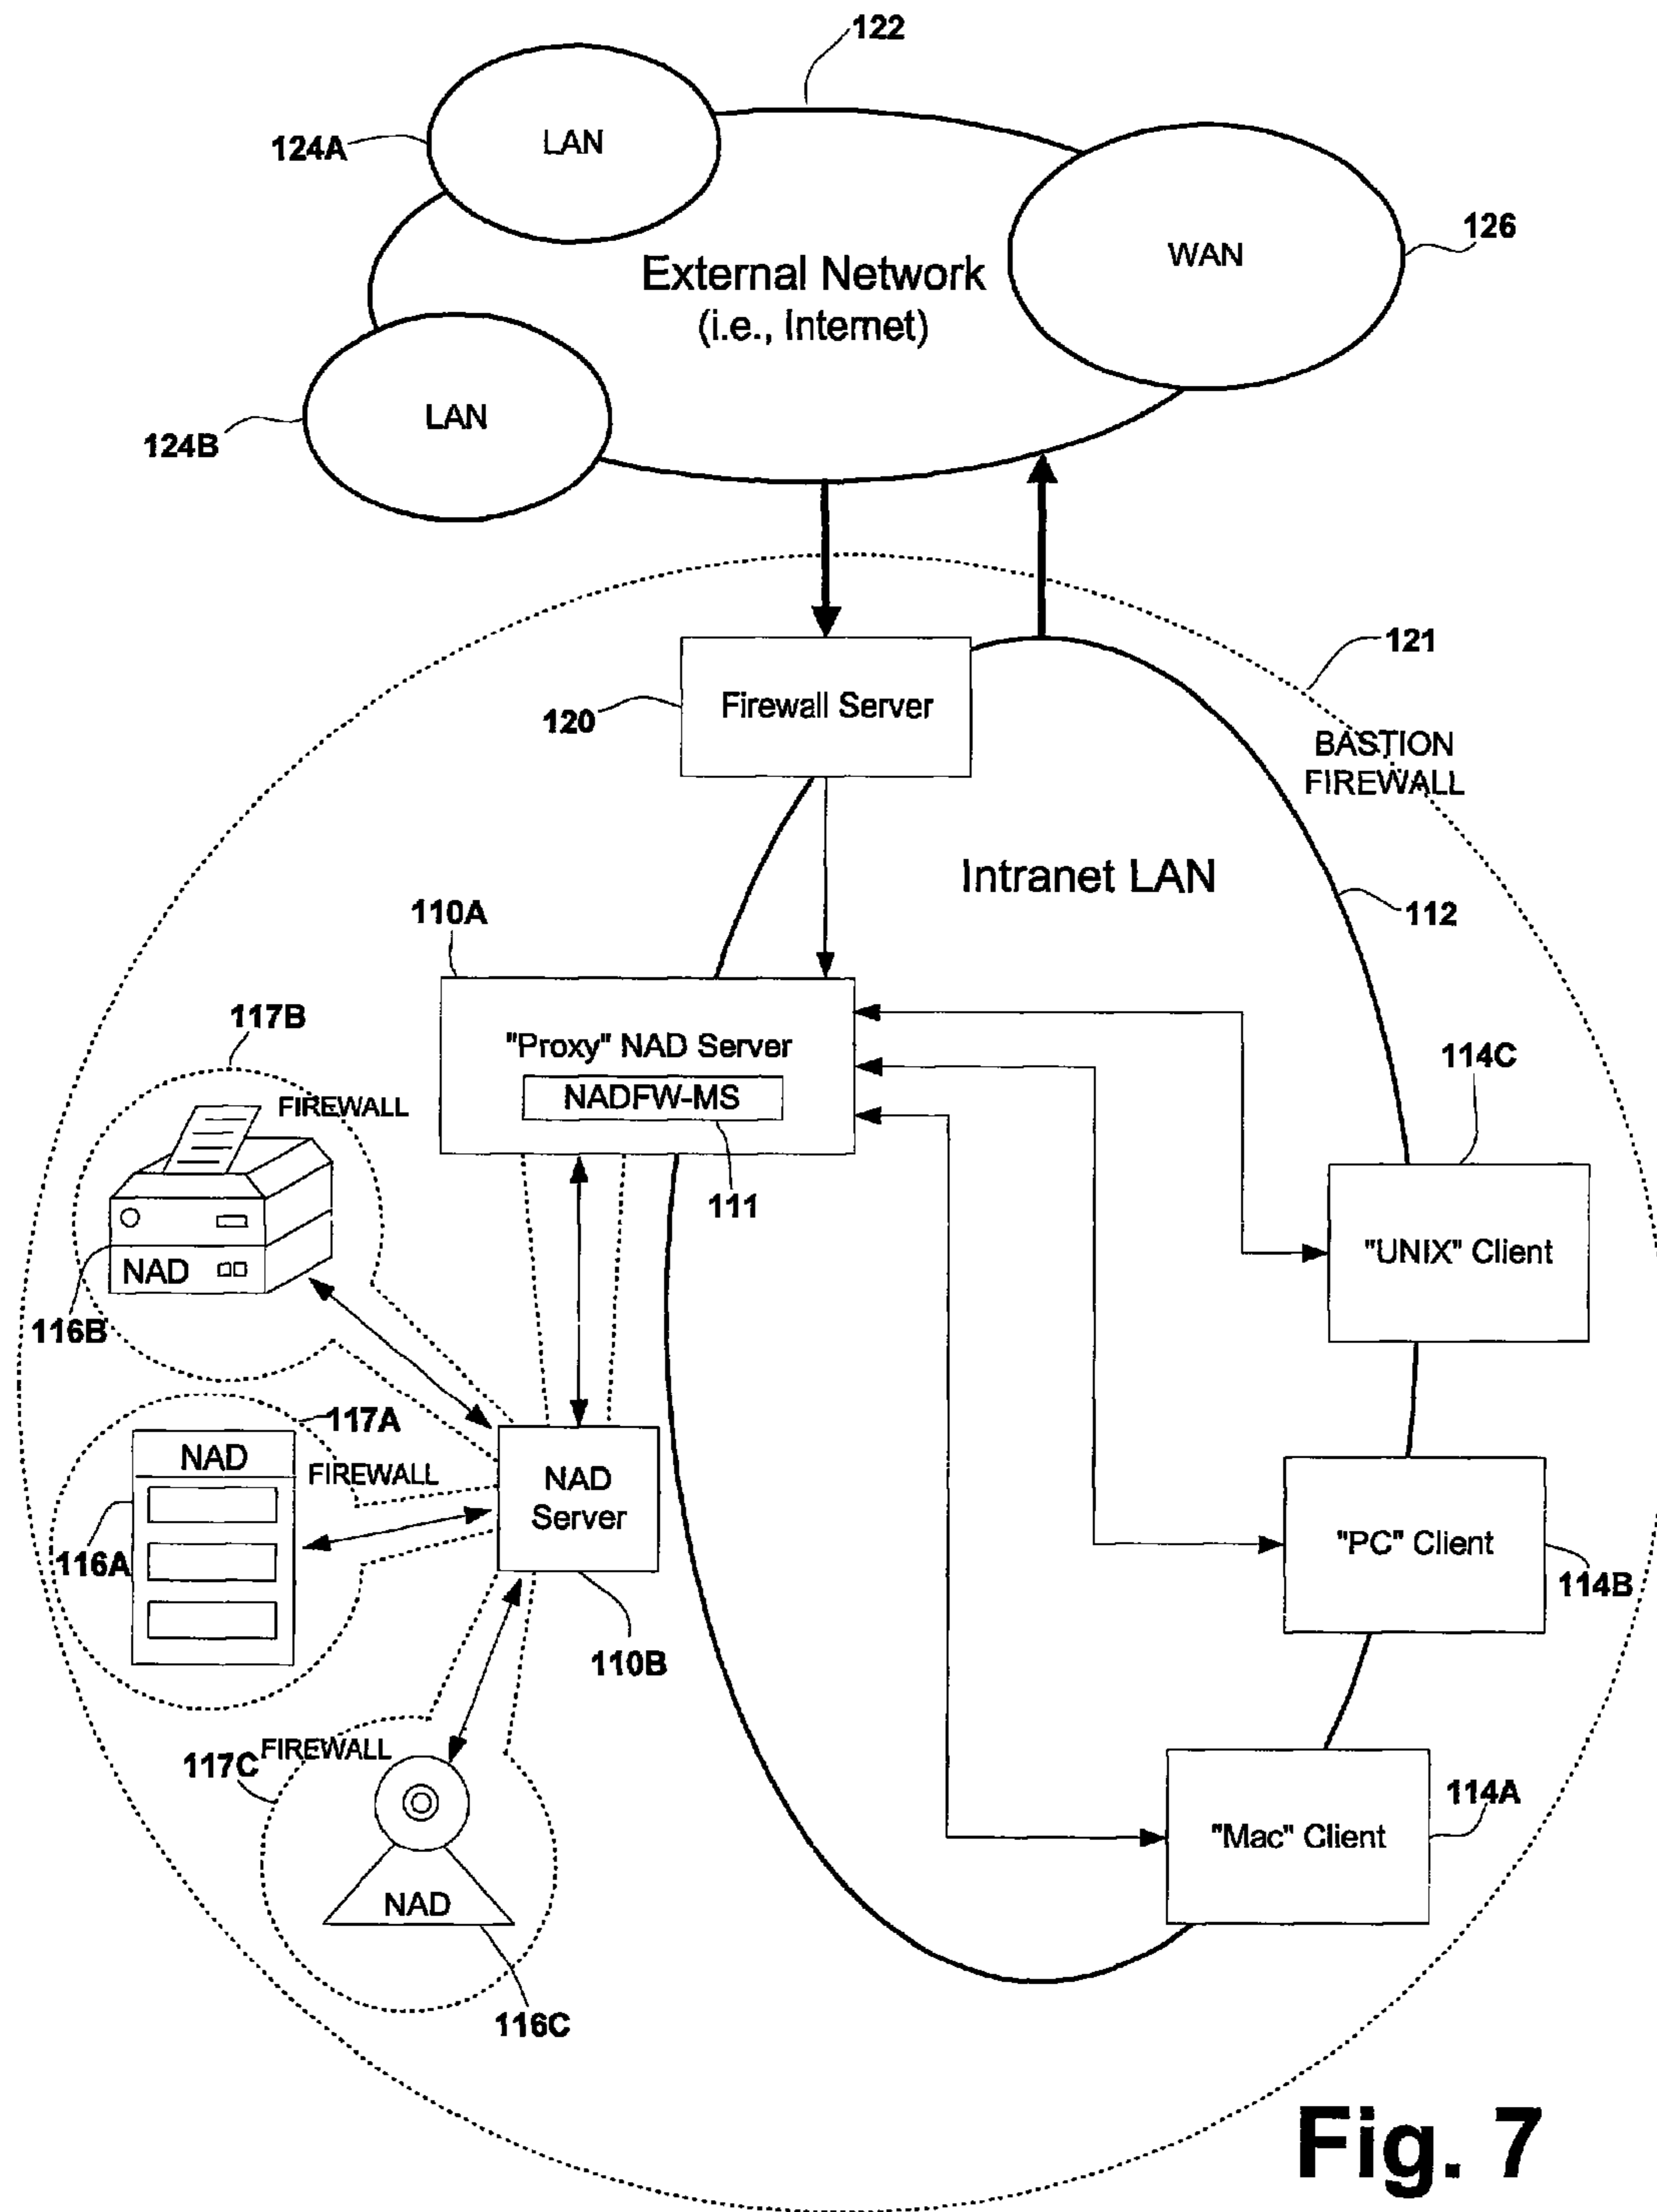 122
LAN
124A
126
WAN
External Network
(i.e., Internet)
LAN
124B
121
Firewall Server
120
BASTION
FIREWALL
Intranet LAN
112
110A
117B
"Proxy" NAD Server
NADFW-MS
111
114C
FIREWALL
NAD
116B
"UNIX" Client
117A
NAD
FIREWALL
116A
NAD
Server
110B
"PC" Client
114B
117C
FIREWALL
NAD
116C
114A
"Mac" Client
Fig. 7